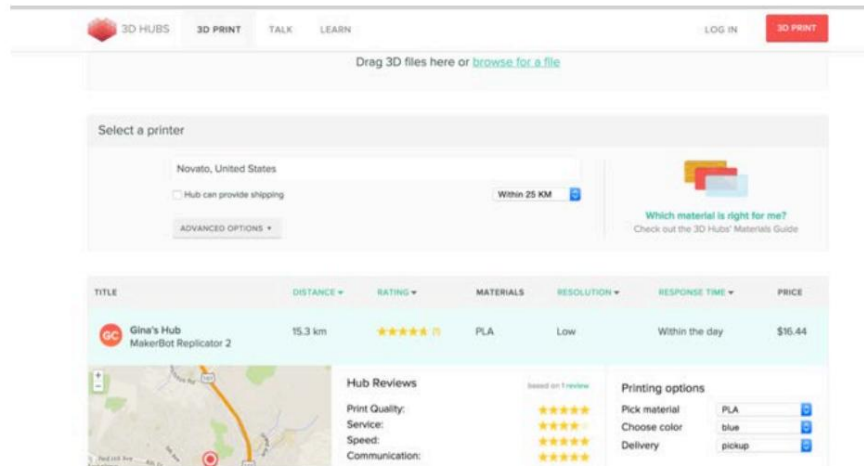 3D HUBS 3D PRINT TALK LEARN LOG IN 3D PRINT
Drag 3D files here or browse for a file
Select a printer
Novato, United States
Hub can provide shipping Within 25 KM
ADVANCED OPTIONS
Which material is right for me?
Check out the 3D Hubs' Materials Guide
TITLE DISTANCE RATING MATERIALS RESOLUTION RESPONSE TIME PRICE
GC Gina's Hub 15.3 km (1) PLA Low Within the day $16.44
MakerBot Replicator 2
Hub Reviews based on 1 review
Print Quality:
Service:
Speed:
Communication:
Printing options
Pick material PLA
Choose color blue
Delivery pickup